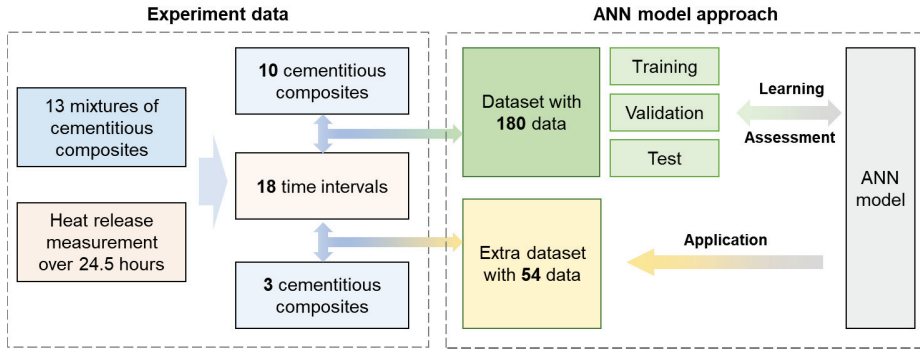 Experiment data
ANN model approach
13 mixtures of
cementitious
composites
Heat release
measurement
over 24.5 hours
10 cementitious
composites
18 time intervals
3 cementitious
composites
Dataset with
180 data
Training
Validation
Test
Learning
Assessment
Extra dataset
with 54 data
Application
ANN
model